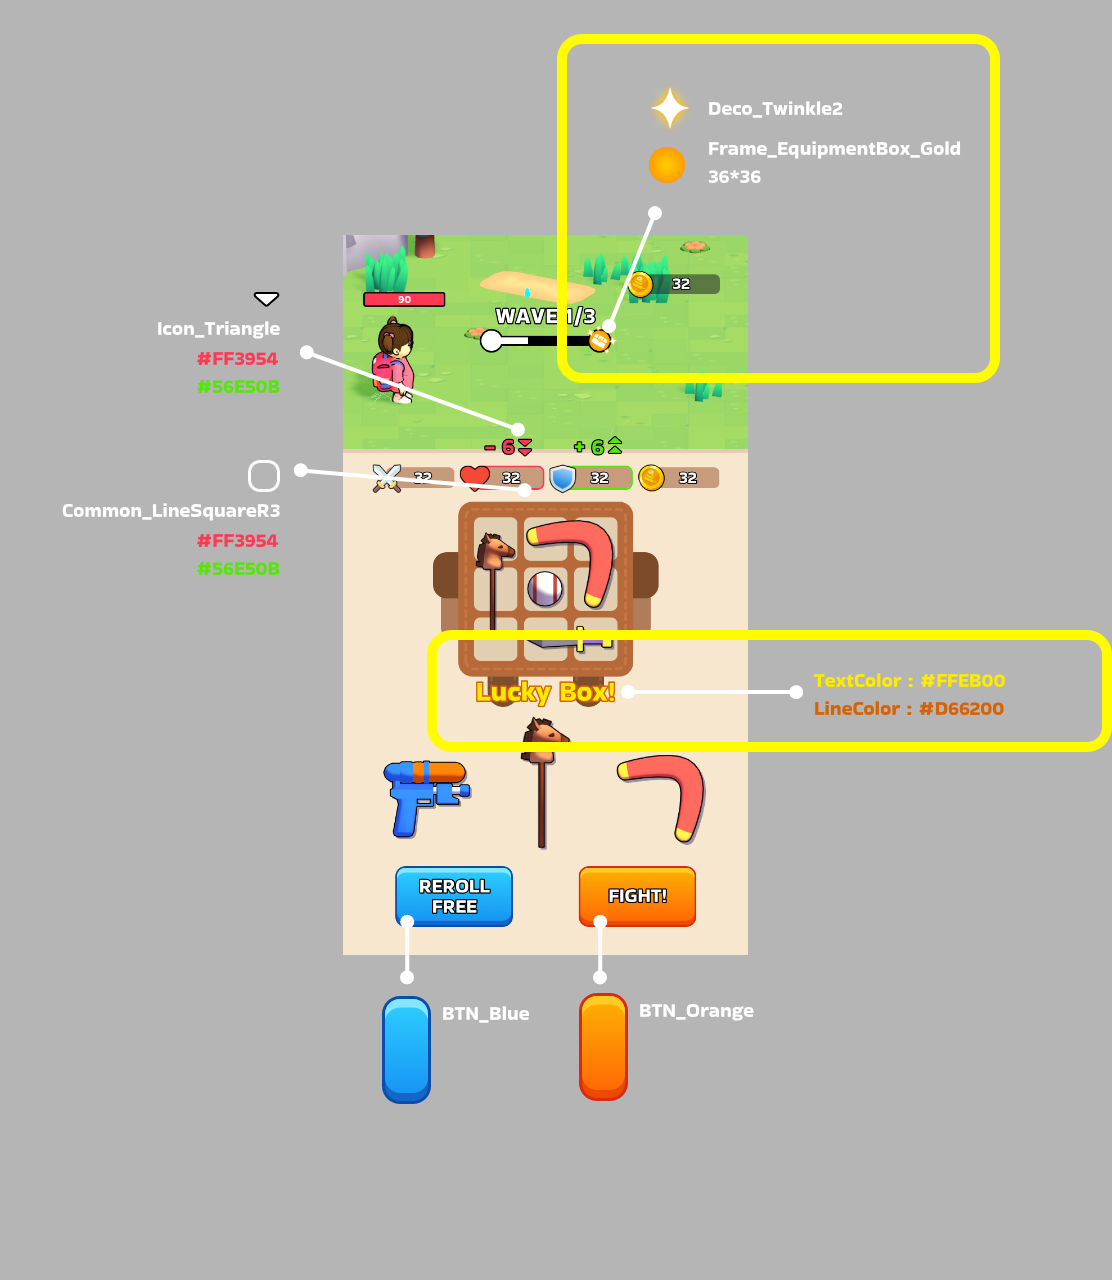 Deco_Twinkle2
Frame_EquipmentBox_Gold
36*36
32
90
WAVE 1/3
Icon_Triangle
#FF3954
#56E50B
- 6
+ 6
32
32
32
32
Common_LineSquareR3
#FF3954
#56E50B
Lucky Box!
TextColor : #FFEB00
LineColor : #D66200
REROLL
FREE
FIGHT!
BTN_Blue
BTN_Orange